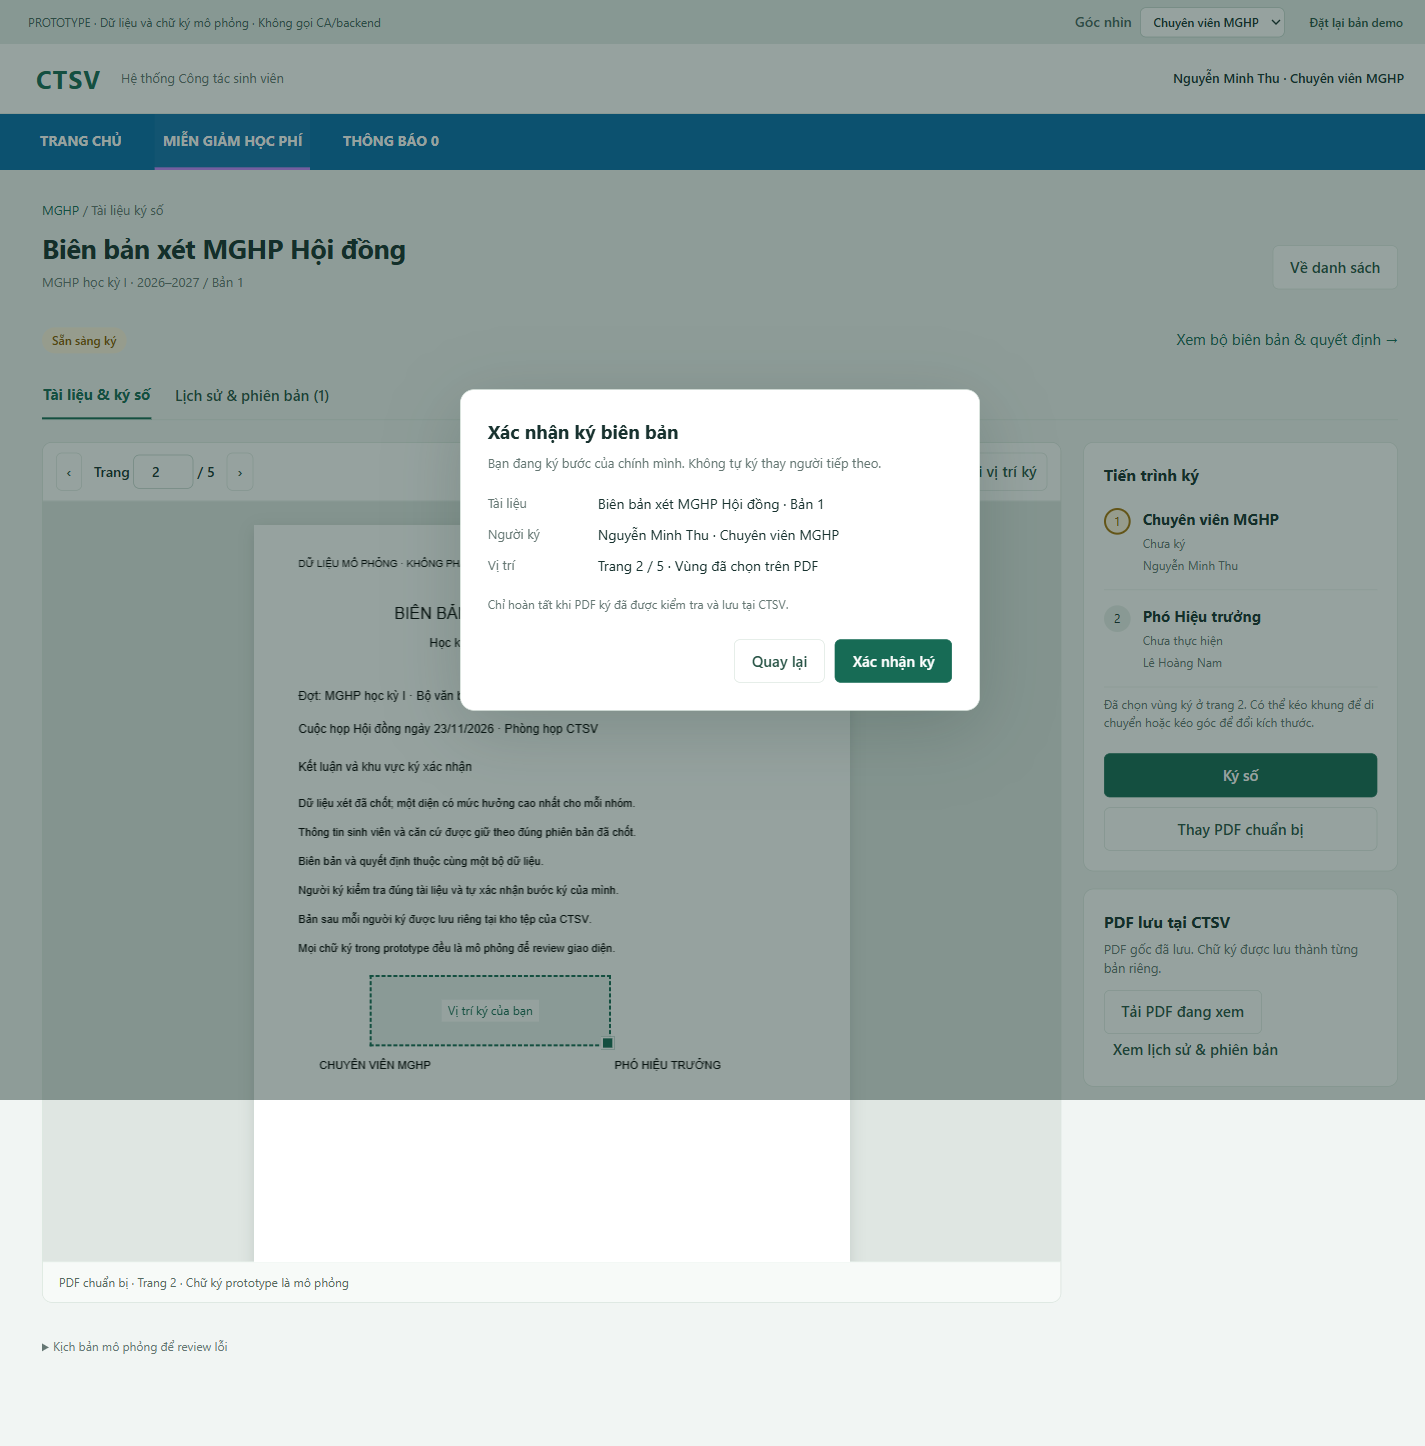 PROTOTYPE · Dữ liệu và chữ ký mô phỏng · Không gọi CA/backend
Góc nhìn
Chuyên viên MGHP
Đặt lại bản demo
CTSV
Hệ thống Công tác sinh viên
Nguyễn Minh Thu · Chuyên viên MGHP
TRANG CHỦ
MIỄN GIẢM HỌC PHÍ
THÔNG BÁO 0
MGHP / Tài liệu ký số
Biên bản xét MGHP Hội đồng
MGHP học kỳ I · 2026–2027 / Bản 1
Về danh sách
Sẵn sàng ký
Xem bộ biên bản & quyết định →
Tài liệu & ký số
Lịch sử & phiên bản (1)
‹ Trang 2 / 5 ›
vị trí ký
DỮ LIỆU MÔ PHỎNG · KHÔNG
BIÊN
Học
Đợt: MGHP học kỳ I · Bộ văn
Cuộc họp Hội đồng ngày 23/11/2026 · Phòng họp CTSV
Kết luận và khu vực ký xác nhận
Dữ liệu xét đã chốt; một diện có mức hưởng cao nhất cho mỗi nhóm.
Thông tin sinh viên và căn cứ được giữ theo đúng phiên bản đã chốt.
Biên bản và quyết định thuộc cùng một bộ dữ liệu.
Người ký kiểm tra đúng tài liệu và tự xác nhận bước ký của mình.
Bản sau mỗi người ký được lưu riêng tại kho tệp của CTSV.
Mọi chữ ký trong prototype đều là mô phỏng để review giao diện.
Vị trí ký của bạn
CHUYÊN VIÊN MGHP
PHÓ HIỆU TRƯỞNG
PDF chuẩn bị · Trang 2 · Chữ ký prototype là mô phỏng
Xác nhận ký biên bản
Bạn đang ký bước của chính mình. Không tự ký thay người tiếp theo.
Tài liệu
Biên bản xét MGHP Hội đồng · Bản 1
Người ký
Nguyễn Minh Thu · Chuyên viên MGHP
Vị trí
Trang 2 / 5 · Vùng đã chọn trên PDF
Chỉ hoàn tất khi PDF ký đã được kiểm tra và lưu tại CTSV.
Quay lại
Xác nhận ký
Tiến trình ký
1
Chuyên viên MGHP
Chưa ký
Nguyễn Minh Thu
2
Phó Hiệu trưởng
Chưa thực hiện
Lê Hoàng Nam
Đã chọn vùng ký ở trang 2. Có thể kéo khung để di
chuyển hoặc kéo góc để đổi kích thước.
Ký số
Thay PDF chuẩn bị
PDF lưu tại CTSV
PDF gốc đã lưu. Chữ ký được lưu thành từng
bản riêng.
Tải PDF đang xem
Xem lịch sử & phiên bản
▶ Kịch bản mô phỏng để review lỗi